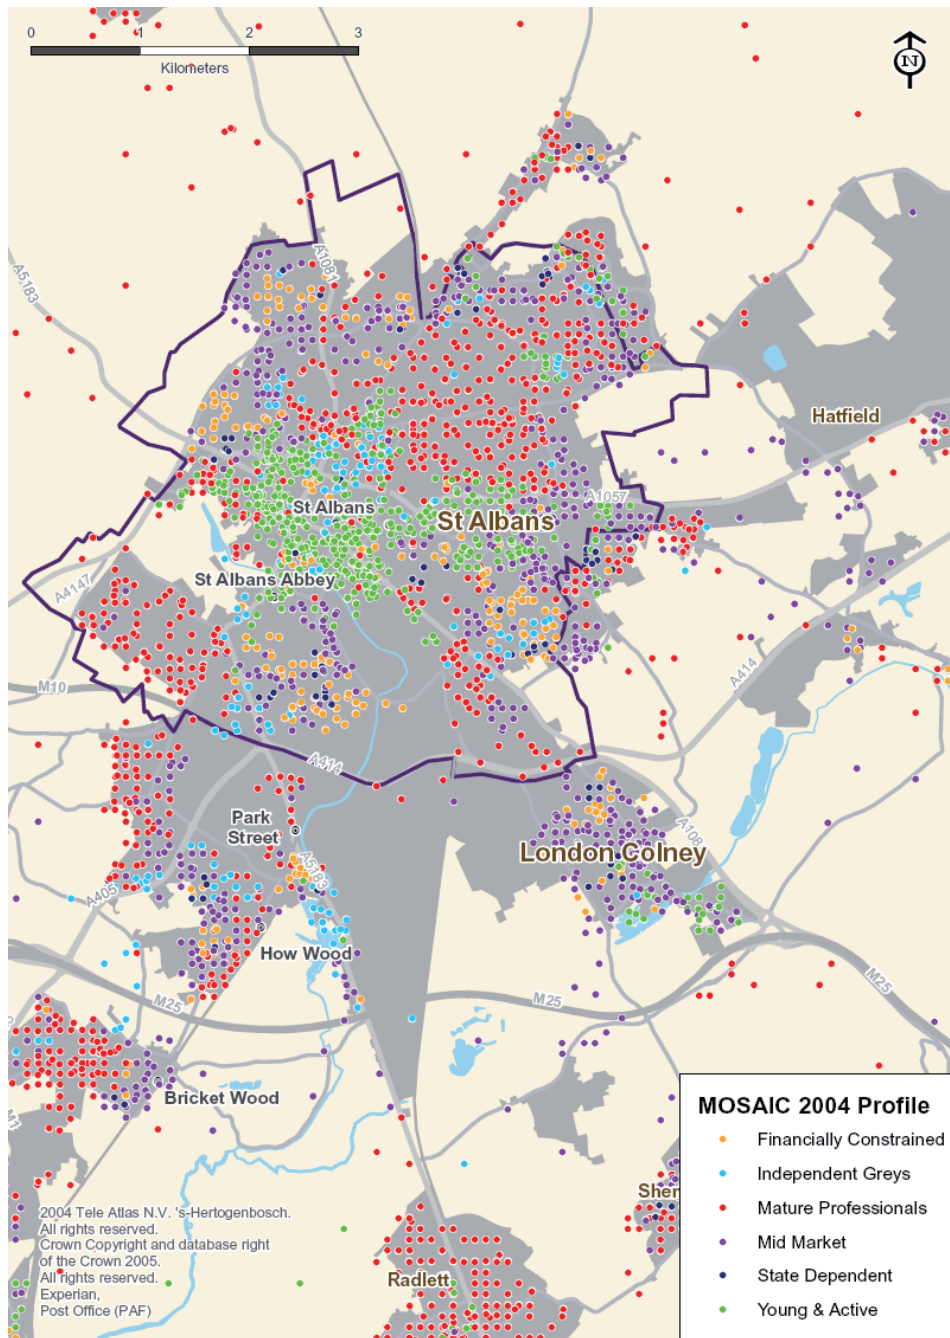 0 1 2 3
Kilometers
N
A5183
A1081
Hatfield
A1057
St Albans
St Albans
St Albans Abbey
A4147
M10
A414
A414
Park
Street
A5183
London Colney
A405
How Wood
M25
M25
M25
Bricket Wood
M1
MOSAIC 2004 Profile
Financially Constrained
Independent Greys
Mature Professionals
Mid Market
State Dependent
Young & Active
Shen
2004 Tele Atlas N.V. 's-Hertogenbosch.
All rights reserved.
Crown Copyright and database right
of the Crown 2005.
All rights reserved.
Experian,
Post Office (PAF)
Radlett